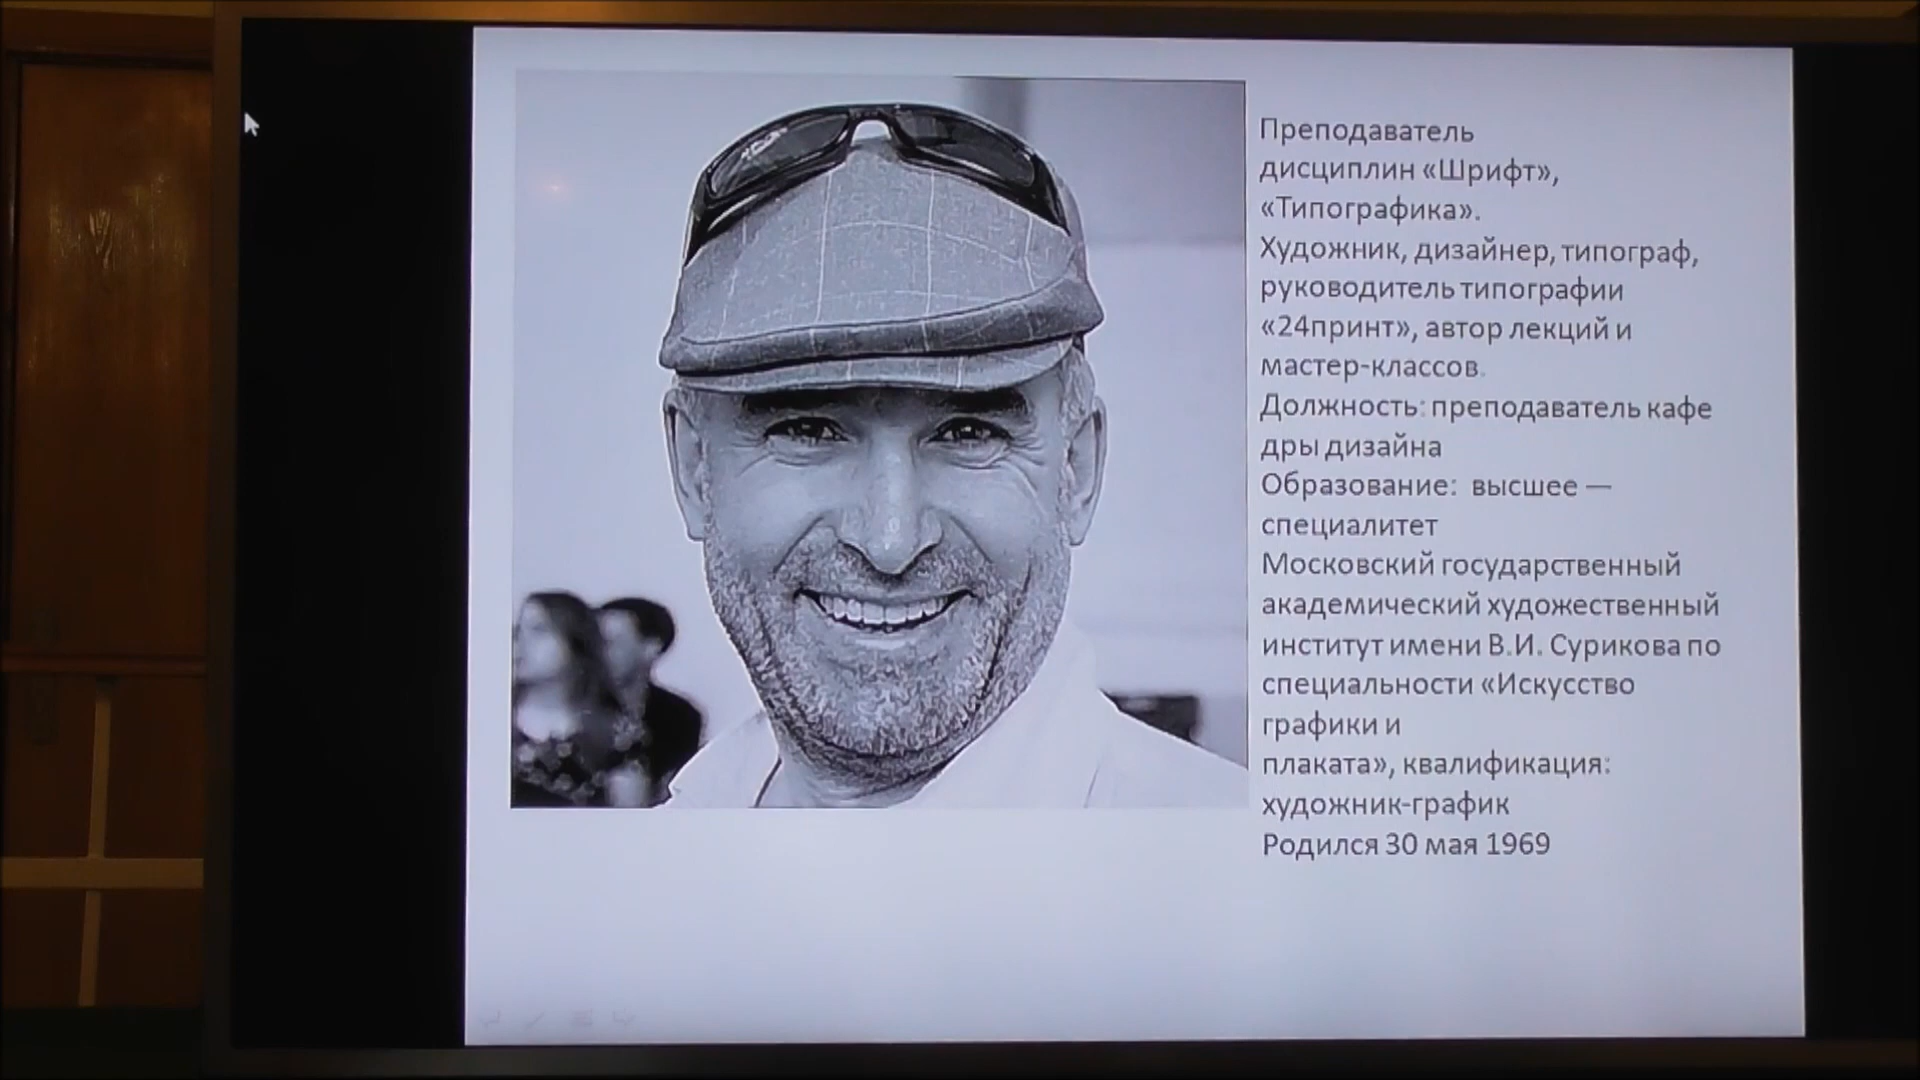 Преподаватель
дисциплин «Шрифт»,
«Типографика».
Художник, дизайнер, типограф,
руководитель типографии
«24принт», автор лекций и
мастер-классов.
Должность: преподаватель кафе
дры дизайна
Образование: высшее —
специалитет
Московский государственный
академический художественный
институт имени В.И. Сурикова по
специальности «Искусство
графики и
плаката», квалификация:
художник-график
Родился 30 мая 1969